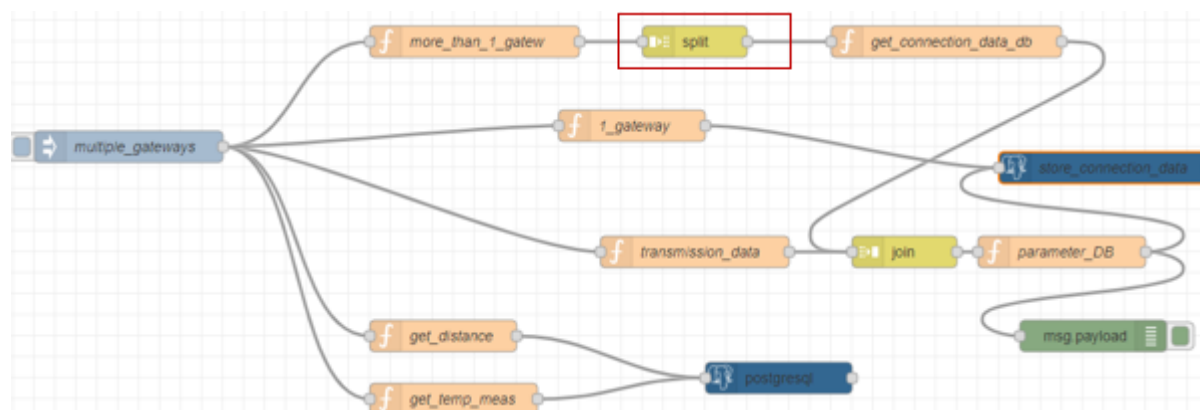 more_than_1_gatew
split
get_connection_data_db
1_gateway
multiple_gateways
store_connection_data
transmission_data
join
parameter_DB
get_distance
msg.payload
postgresql
get_temp_meas